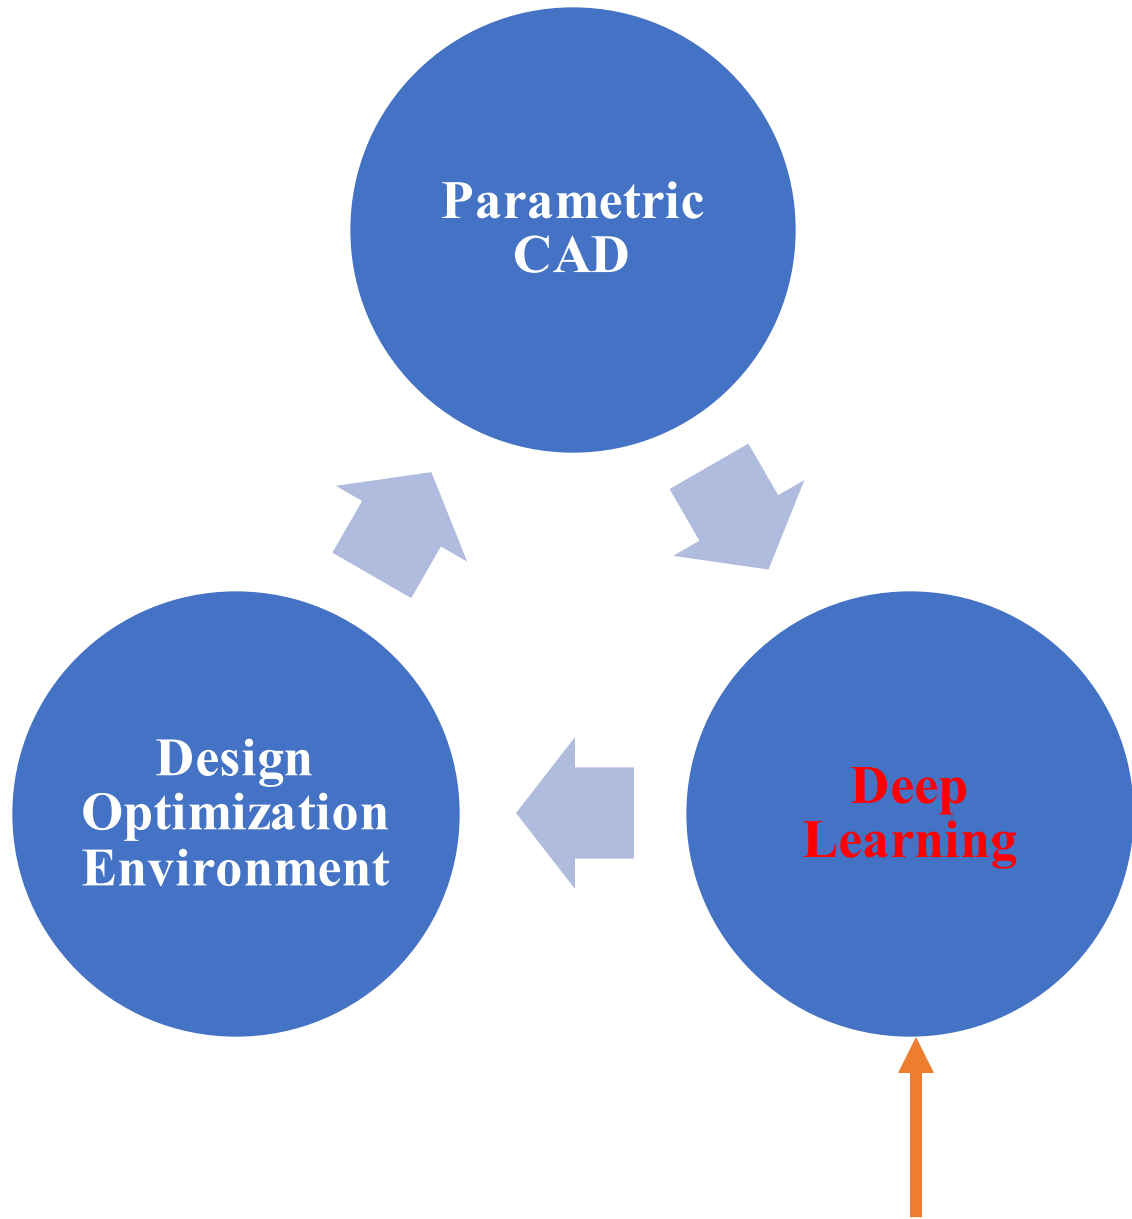 Parametric
CAD
Design
Optimization
Environment
Deep
Learning